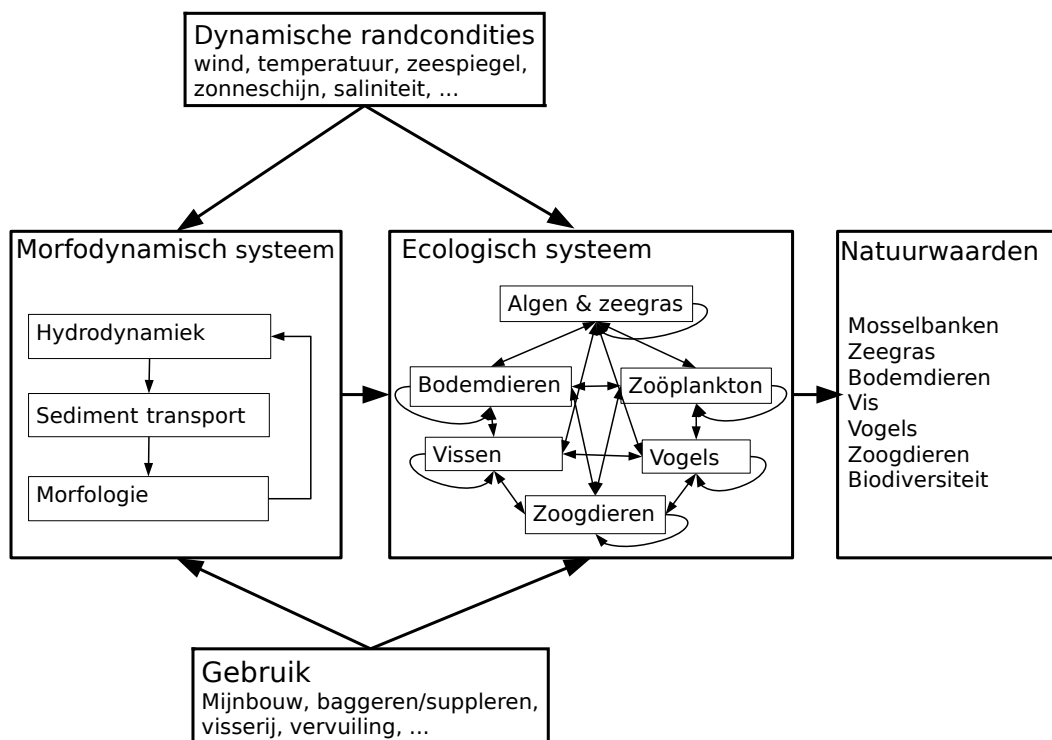 Dynamische randcondities
wind, temperatuur, zeespiegel,
zonneschijn, saliniteit, ...
Morfodynamisch systeem
Hydrodynamiek
Sediment transport
Morfologie
Ecologisch systeem
Algen & zeegras
Bodemdieren
Zoöplankton
Vissen
Vogels
Zoogdieren
Natuurwaarden
Mosselbanken
Zeegras
Bodemdieren
Vis
Vogels
Zoogdieren
Biodiversiteit
Gebruik
Mijnbouw, baggeren/suppleren,
visserij, vervuiling, ...